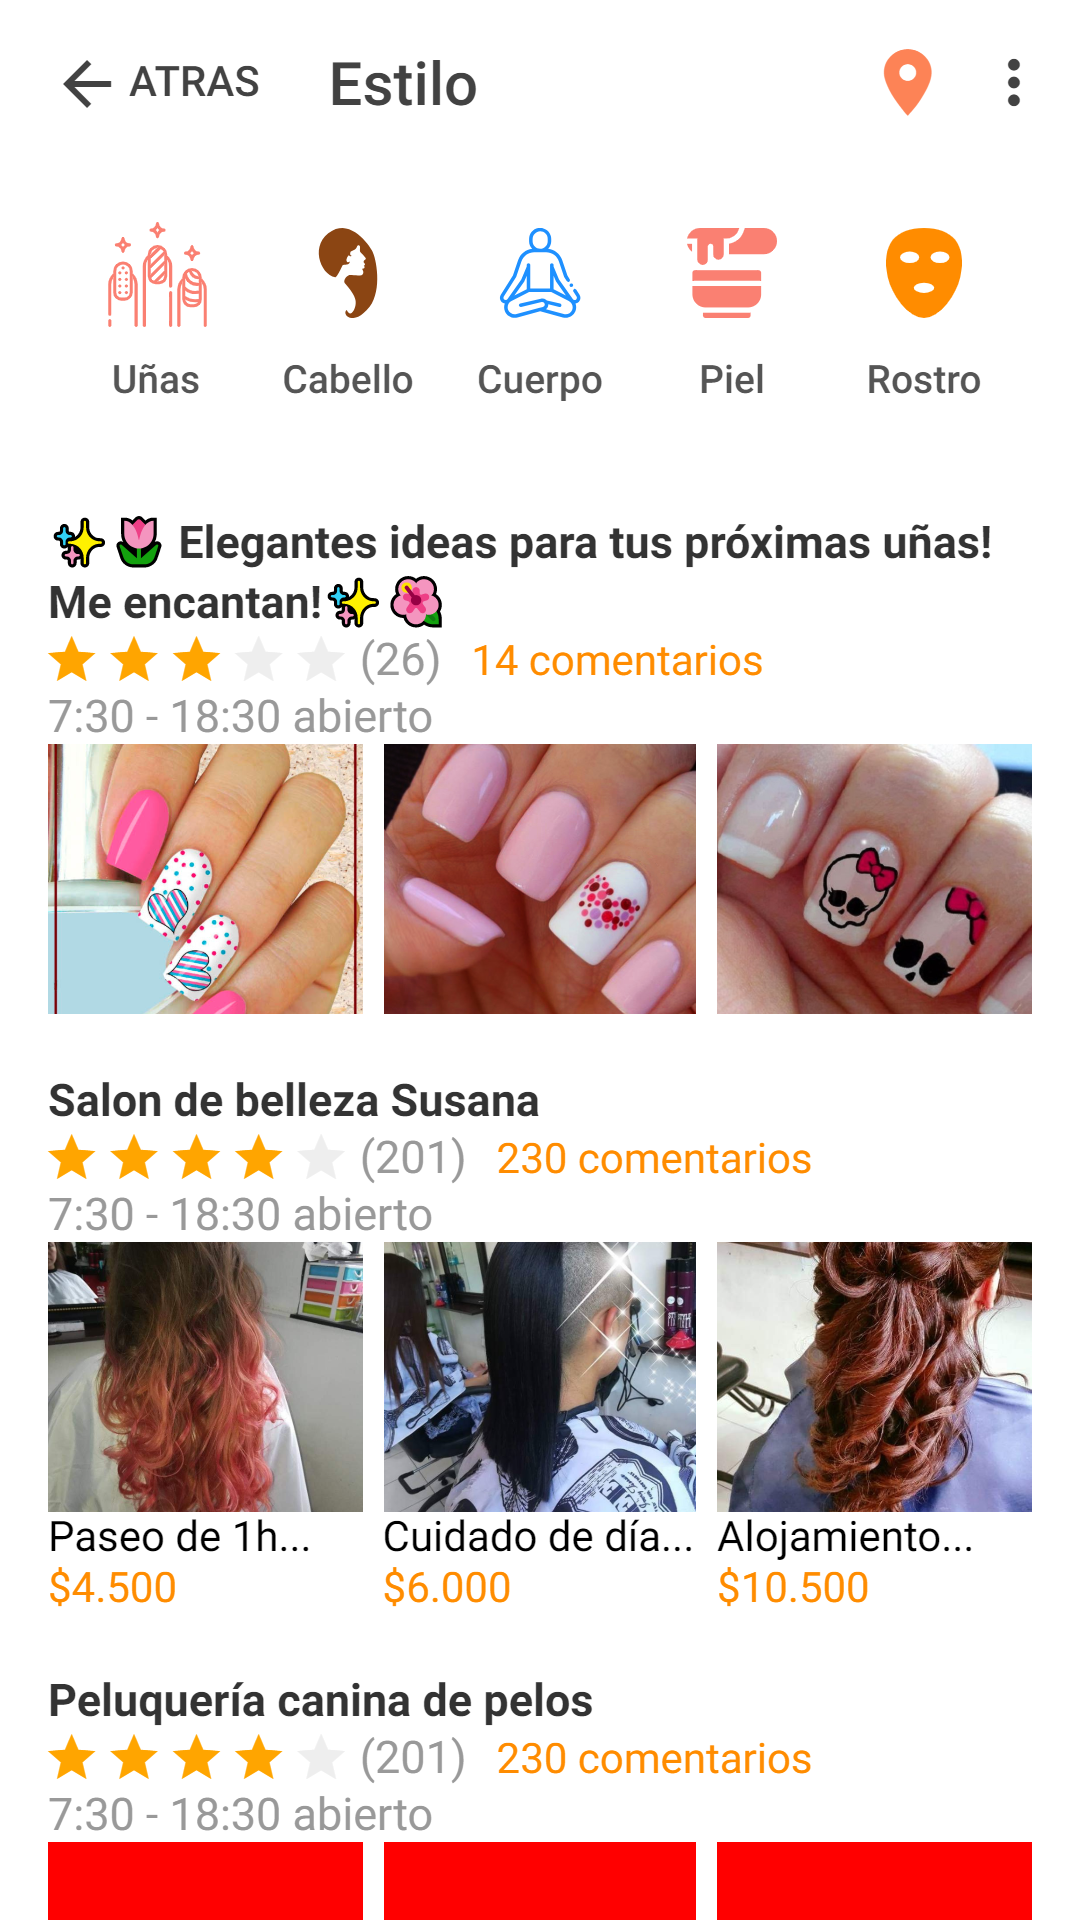 ATRAS Estilo
Uñas Cabello Cuerpo Piel Rostro
✨🌷 Elegantes ideas para tus próximas uñas!
Me encantan!✨🌺
(26) 14 comentarios
7:30 - 18:30 abierto
Salon de belleza Susana
(201) 230 comentarios
7:30 - 18:30 abierto
Paseo de 1h... Cuidado de día... Alojamiento...
$4.500 $6.000 $10.500
Peluquería canina de pelos
(201) 230 comentarios
7:30 - 18:30 abierto